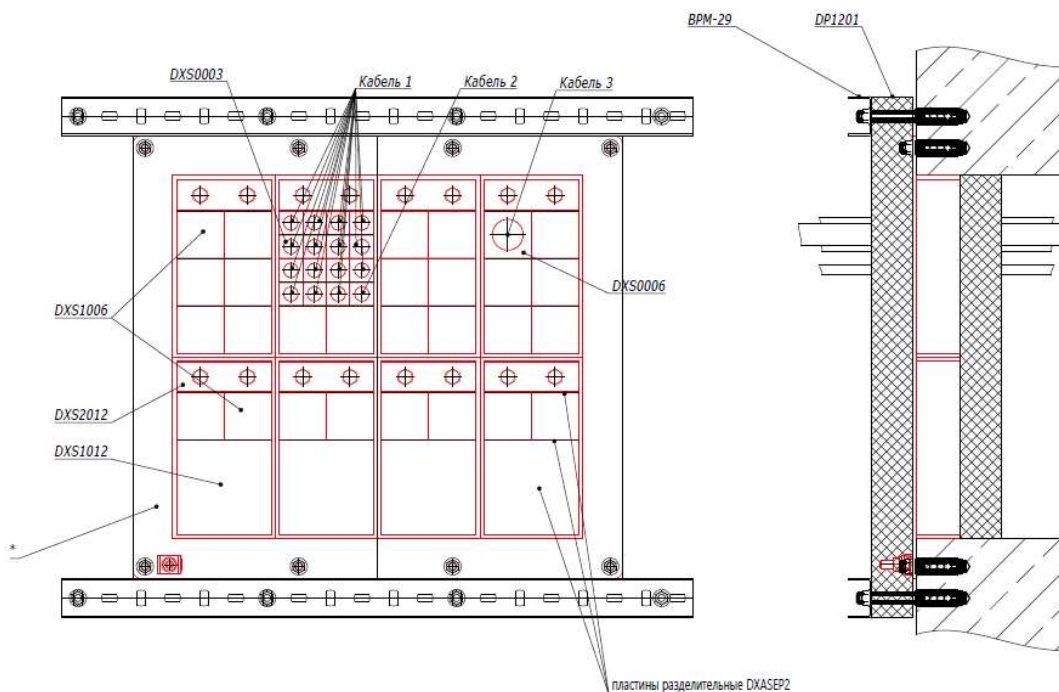 BPM-29
DP1201
DXS0003
Кабель 1
Кабель 2
Кабель 3
DXS0006
DXS1006
DXS2012
DXS1012
*
пластины разделительные DXASEP2